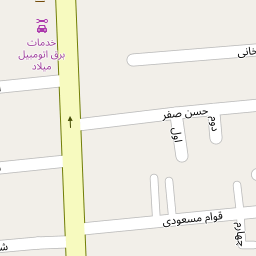 خدمات
برق اتومبیل
میلاد
خانی
حسن صفر
اول
دوم
قوام مسعودی
چهارم